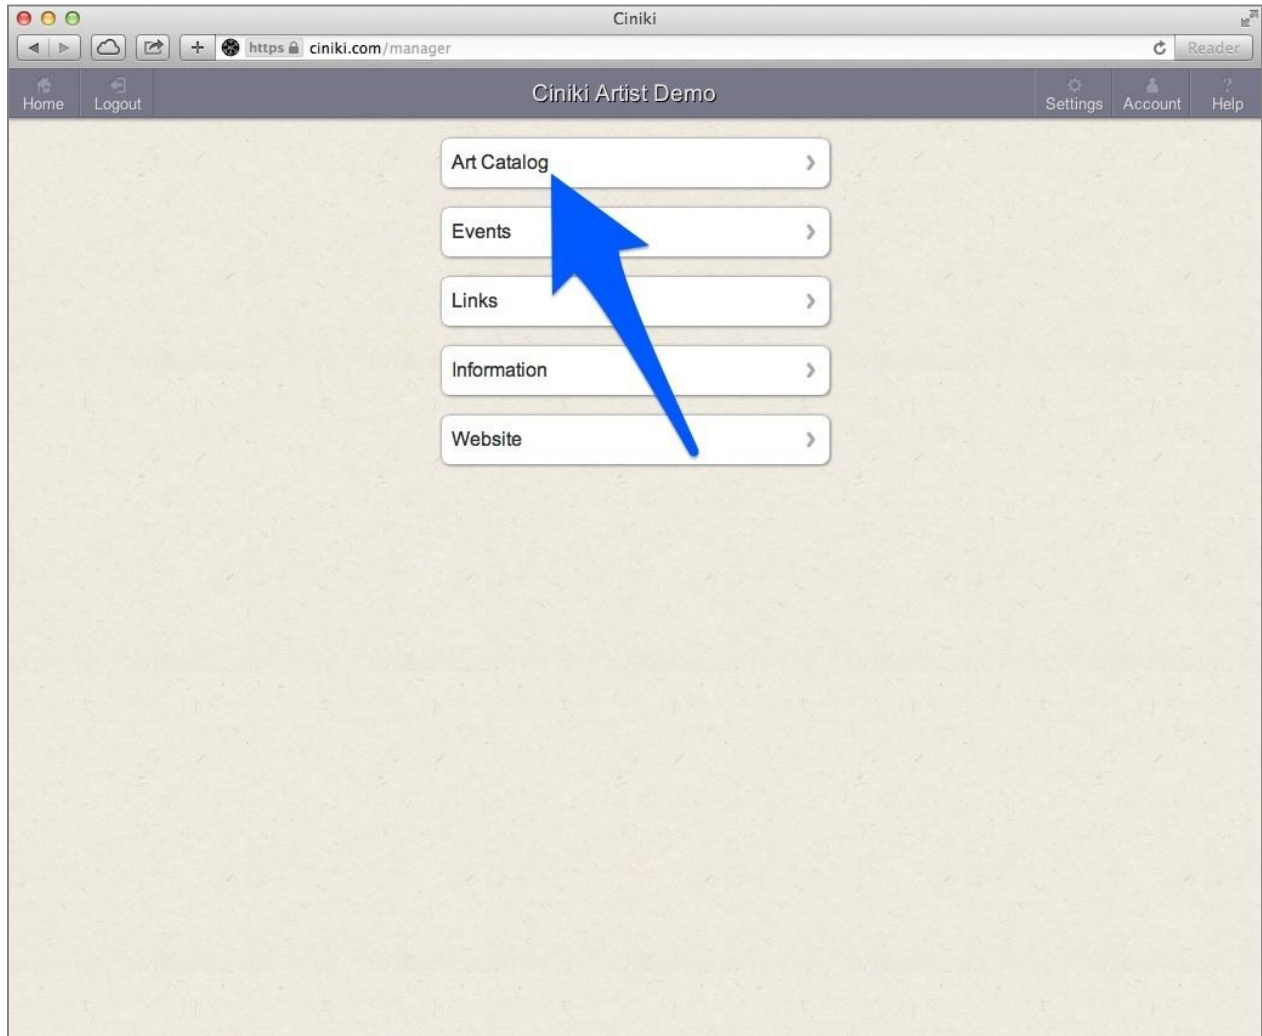 Ciniki
+ https ciniki.com/manager Reader
Home Logout Ciniki Artist Demo Settings Account ? Help
Art Catalog
Events
Links
Information
Website